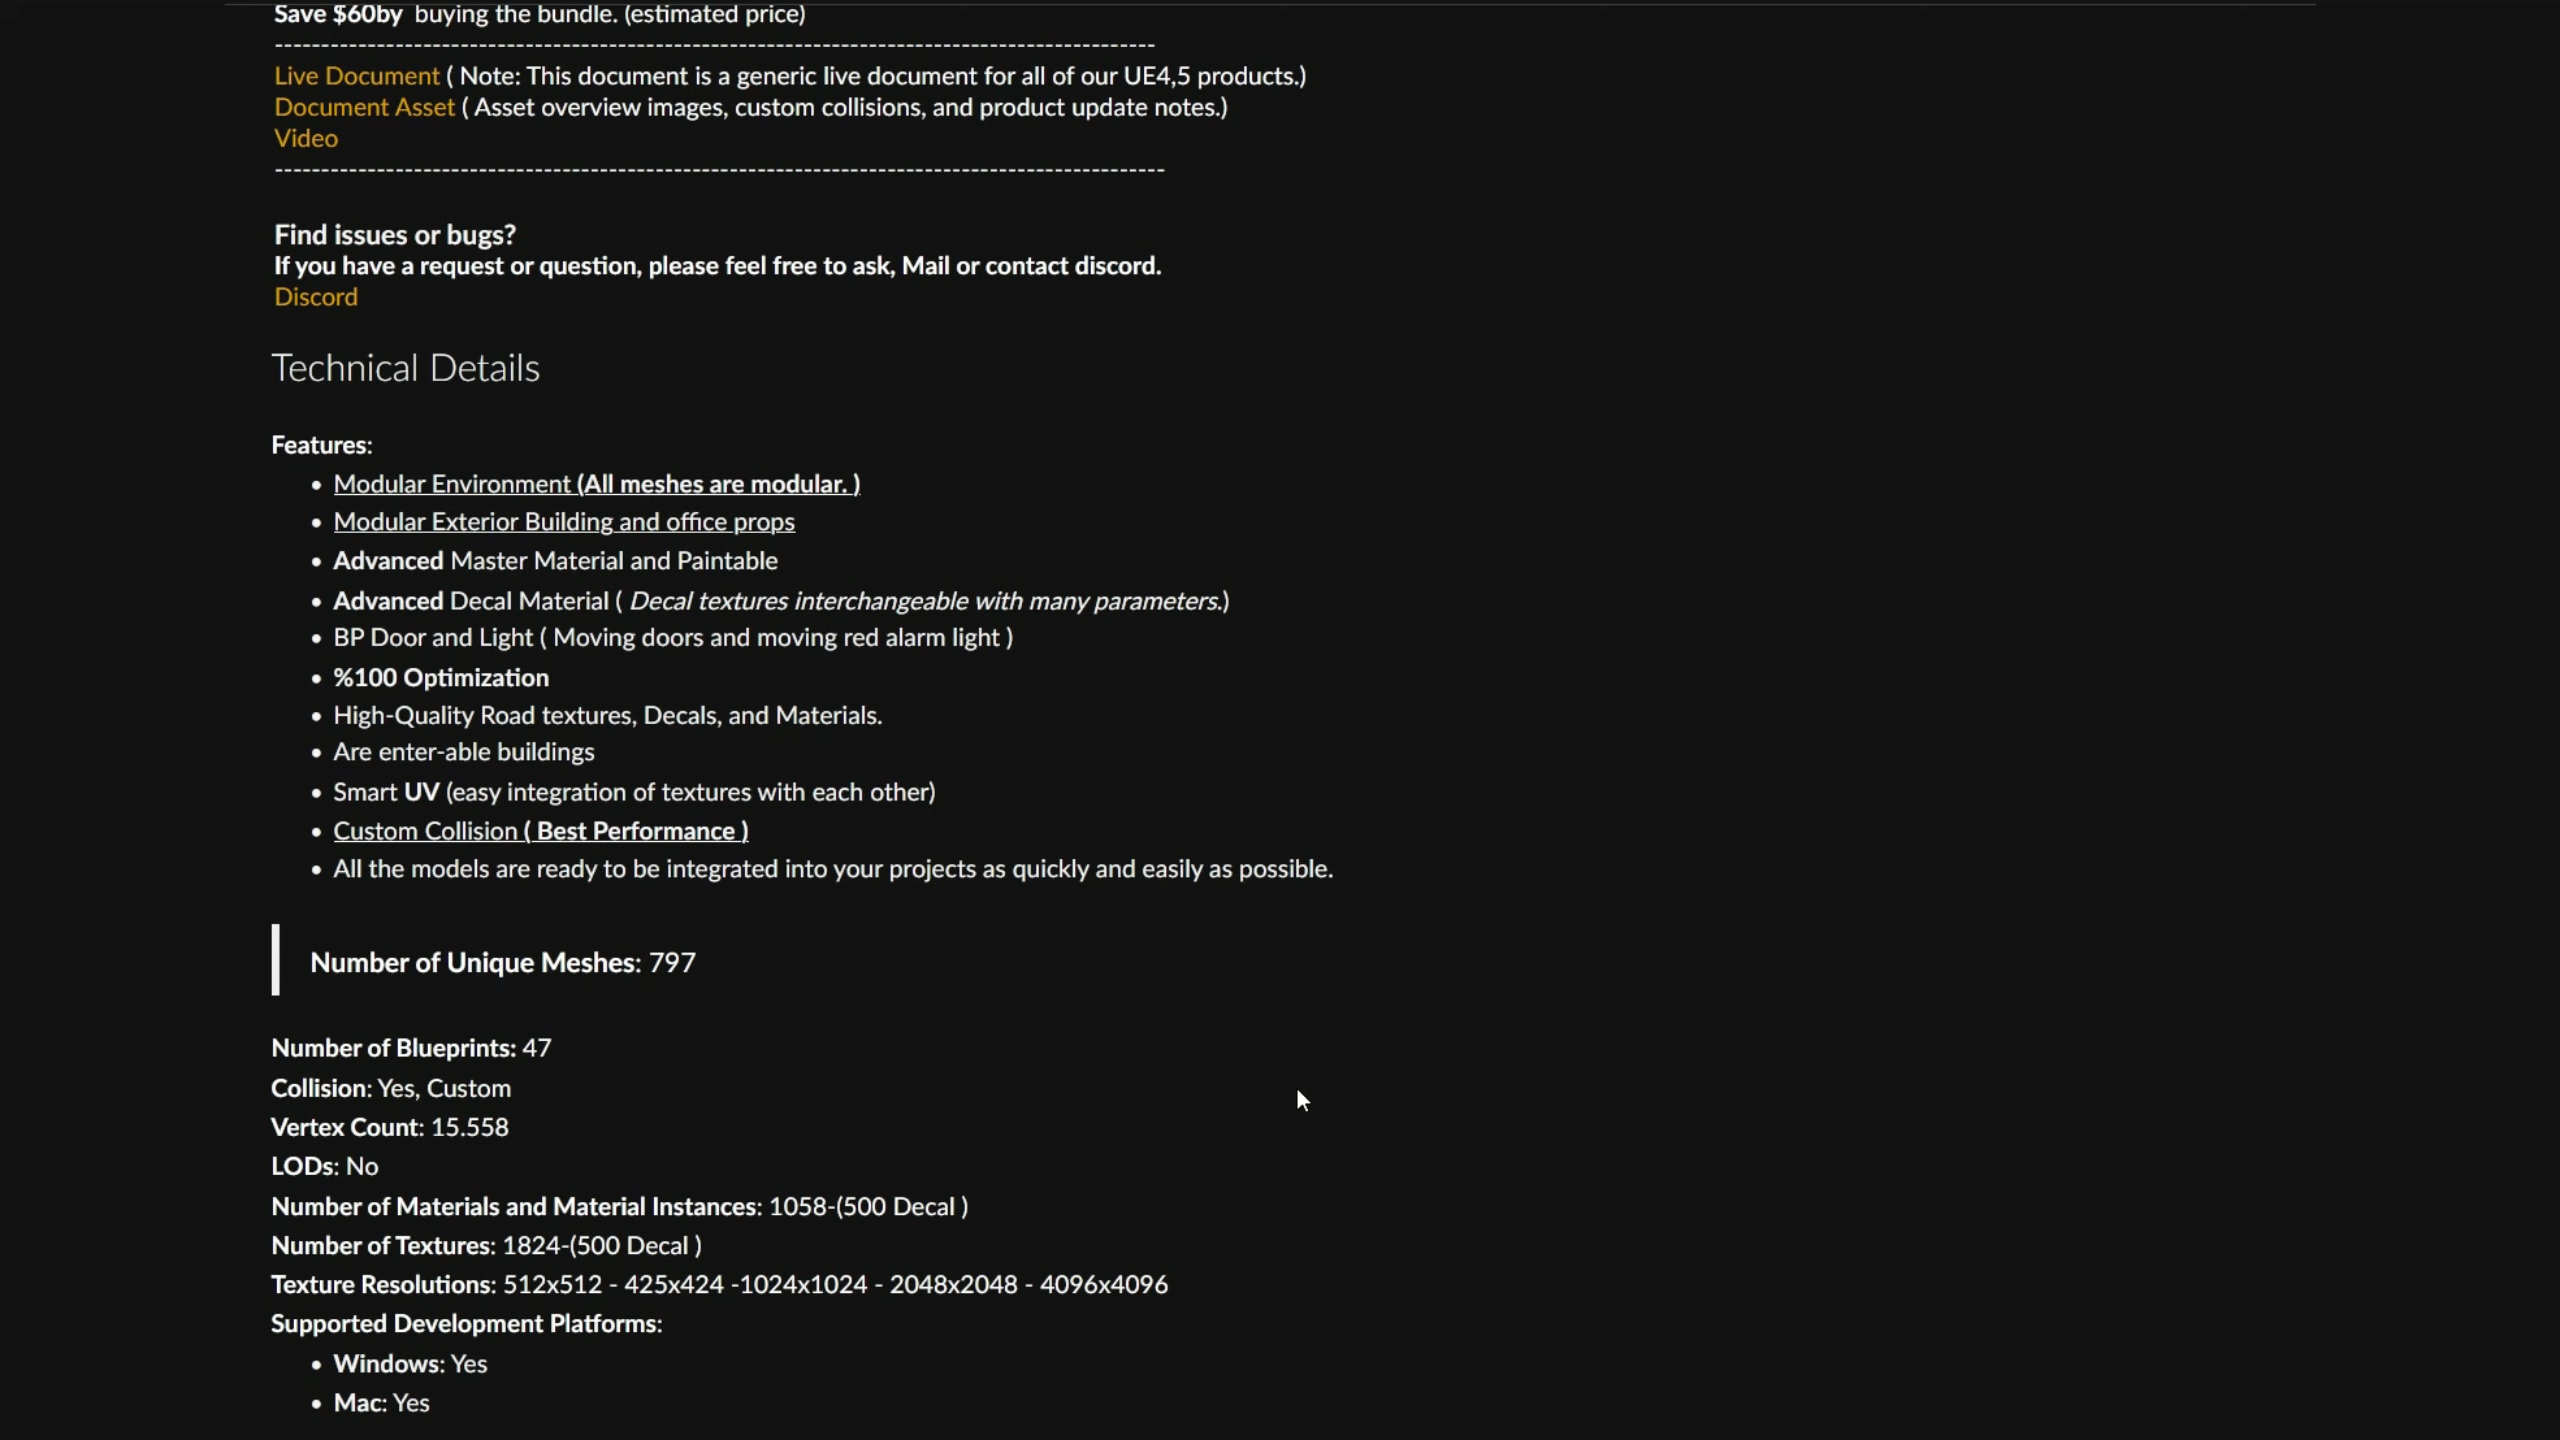 Save $60by buying the bundle. (estimated price)
-----------------------------------------------------------------------------------------------
Live Document ( Note: This document is a generic live document for all of our UE4,5 products.)
Document Asset ( Asset overview images, custom collisions, and product update notes.)
Video
------------------------------------------------------------------------------------------------
Find issues or bugs?
If you have a request or question, please feel free to ask, Mail or contact discord.
Discord
Technical Details
Features:
• Modular Environment (All meshes are modular. )
• Modular Exterior Building and office props
• Advanced Master Material and Paintable
• Advanced Decal Material ( Decal textures interchangeable with many parameters.)
• BP Door and Light ( Moving doors and moving red alarm light )
• %100 Optimization
• High-Quality Road textures, Decals, and Materials.
• Are enter-able buildings
• Smart UV (easy integration of textures with each other)
• Custom Collision ( Best Performance )
• All the models are ready to be integrated into your projects as quickly and easily as possible.
Number of Unique Meshes: 797
Number of Blueprints: 47
Collision: Yes, Custom
Vertex Count: 15.558
LODs: No
Number of Materials and Material Instances: 1058-(500 Decal )
Number of Textures: 1824-(500 Decal )
Texture Resolutions: 512x512 - 425x424 -1024x1024 - 2048x2048 - 4096x4096
Supported Development Platforms:
• Windows: Yes
• Mac: Yes